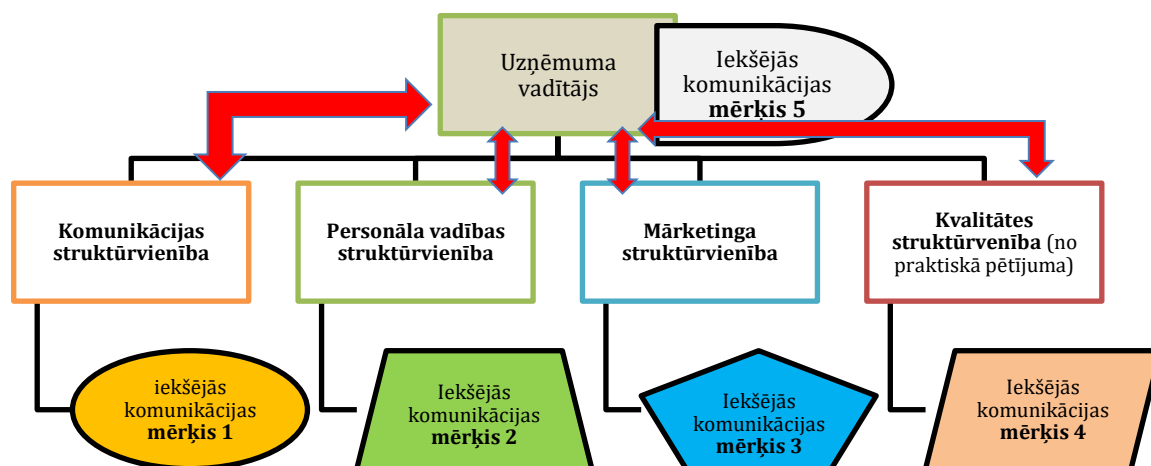 Uzņēmuma
vadītājs
Iekšējās
komunikācijas
mērķis 5
Komunikācijas
struktūrvienība
Personāla vadības
struktūrvienība
Mārketinga
struktūrvienība
Kvalitātes
struktūrvenība (no
praktiskā pētījuma)
iekšējās
komunikācijas
mērķis 1
Iekšējās
komunikācijas
mērķis 2
Iekšējās
komunikācijas
mērķis 3
Iekšējās
komunikācijas
mērķis 4